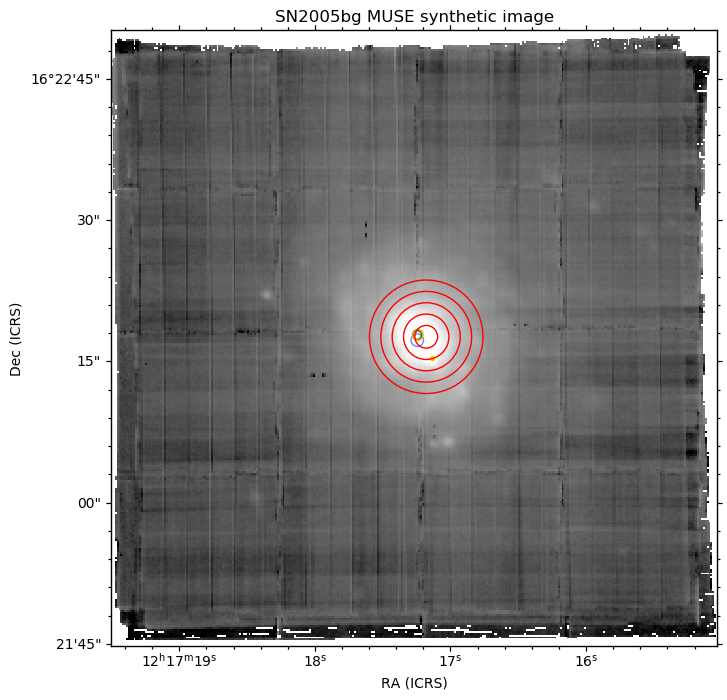 SN2005bg MUSE synthetic image
16°22'45"
30"
15"
00"
21'45"
Dec (ICRS)
12ʰ17ᵐ19ˢ
18ˢ
17ˢ
16ˢ
RA (ICRS)